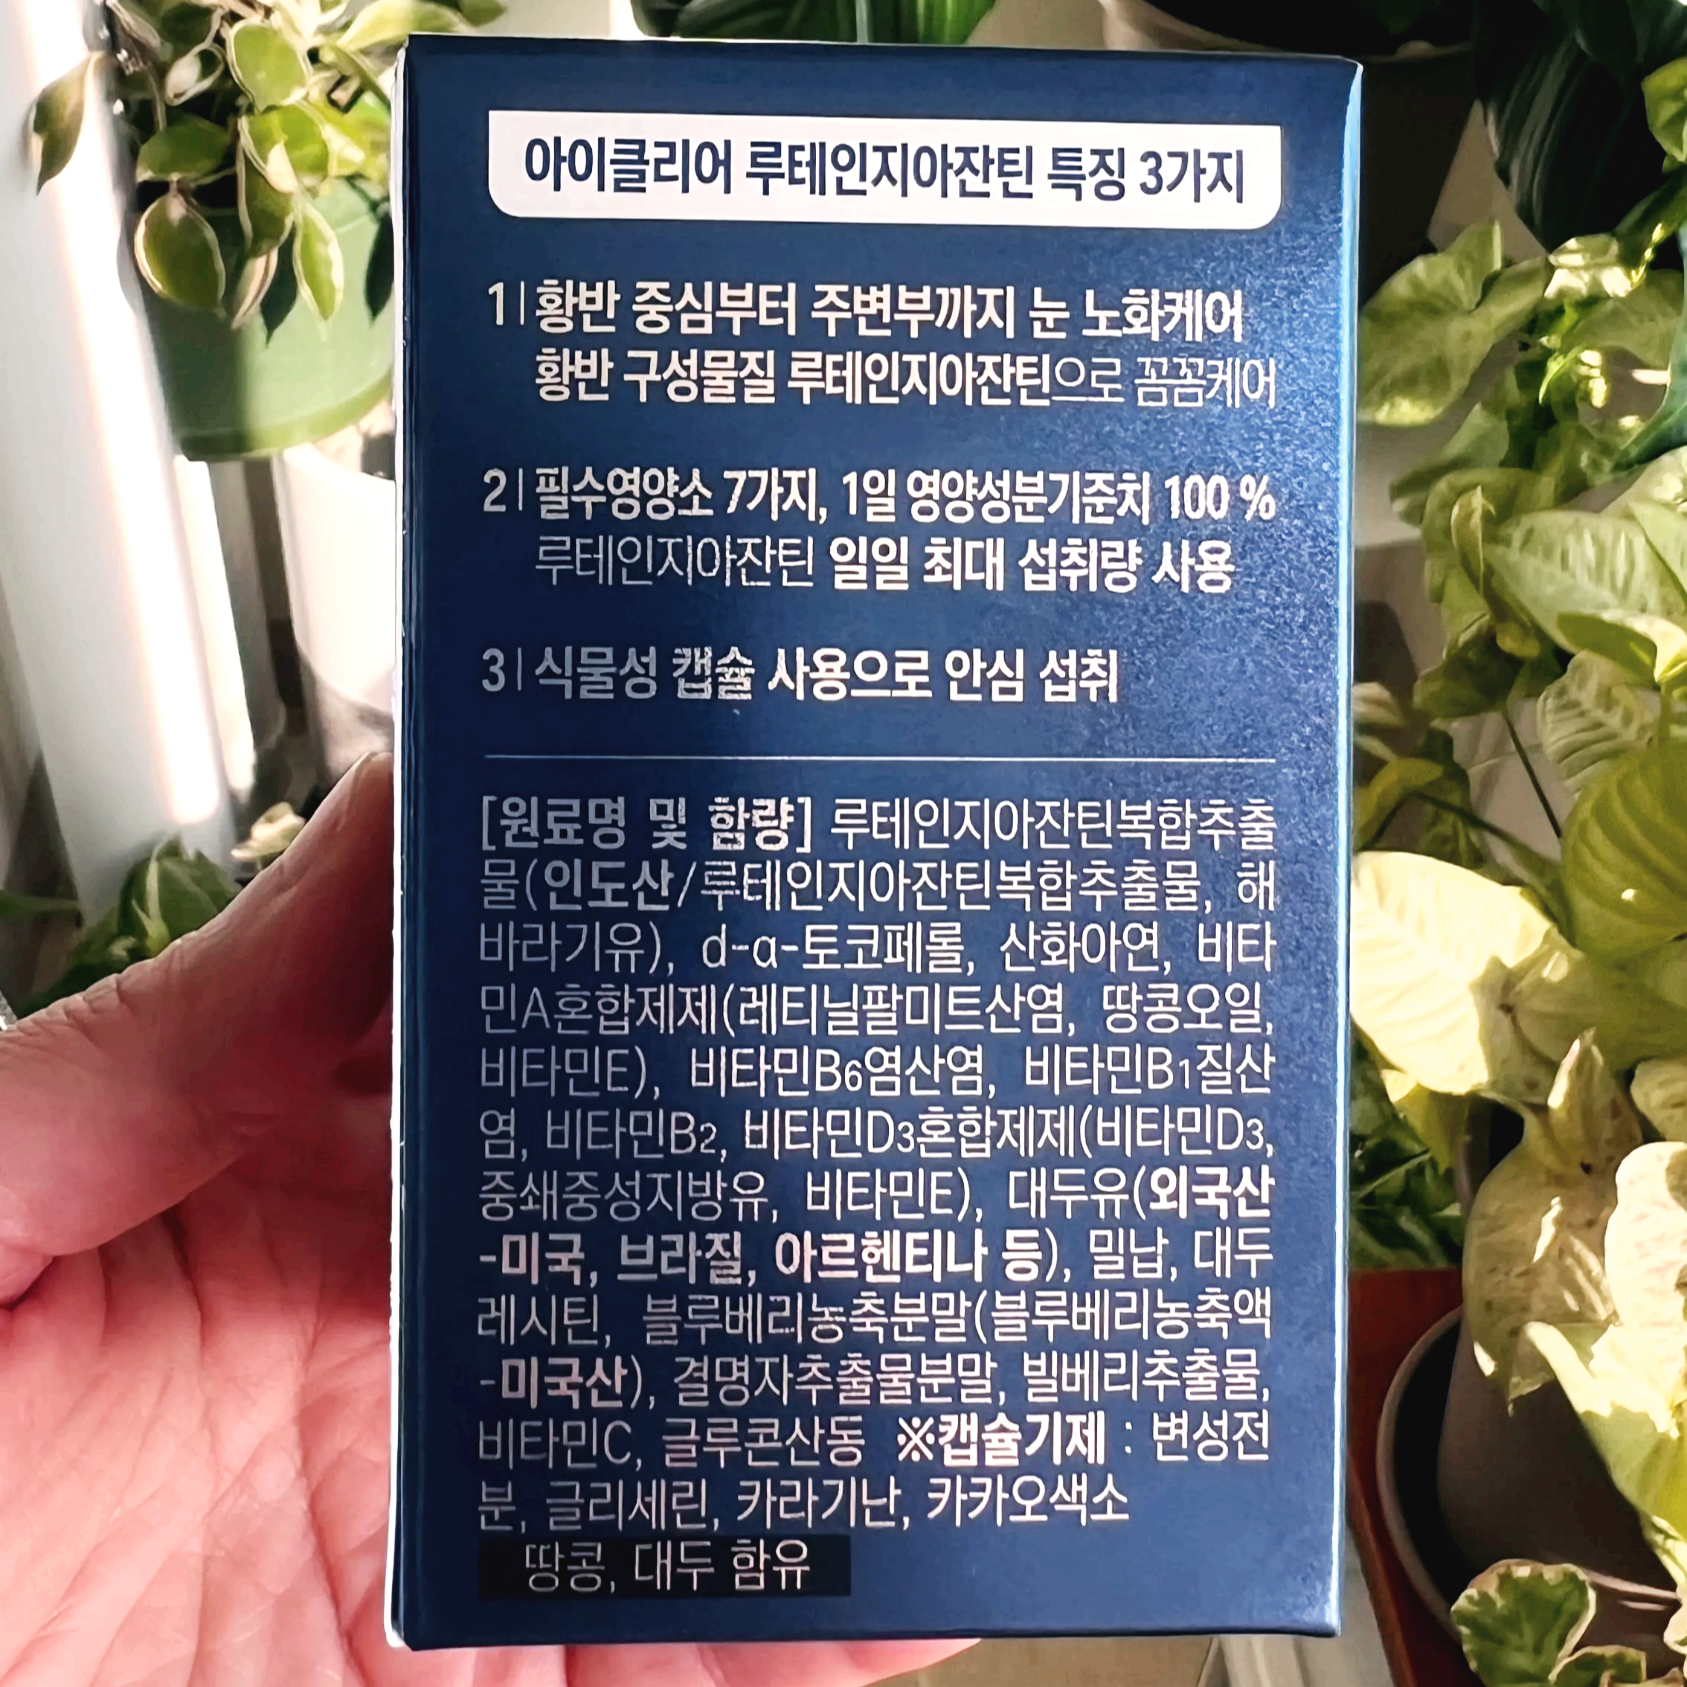 아이클리어 루테인지아잔틴 특징 3가지
1 | 황반 중심부터 주변부까지 눈 노화케어
황반 구성물질 루테인지아잔틴으로 꼼꼼케어
2 | 필수영양소 7가지, 1일 영양성분기준치 100 %
루테인지아잔틴 일일 최대 섭취량 사용
3 | 식물성 캡슐 사용으로 안심 섭취
[원료명 및 함량] 루테인지아잔틴복합추출
물(인도산/루테인지아잔틴복합추출물, 해
바라기유), d-α-토코페롤, 산화아연, 비타
민A혼합제제(레티닐팔미트산염, 땅콩오일,
비타민E), 비타민B6염산염, 비타민B1질산
염, 비타민B2, 비타민D3혼합제제(비타민D3,
중쇄중성지방유, 비타민E), 대두유(외국산
-미국, 브라질, 아르헨티나 등), 밀납, 대두
레시틴, 블루베리농축분말(블루베리농축액
-미국산), 결명자추출물분말, 빌베리추출물,
비타민C, 글루콘산동 ※캡슐기제 : 변성전
분, 글리세린, 카라기난, 카카오색소
땅콩, 대두 함유